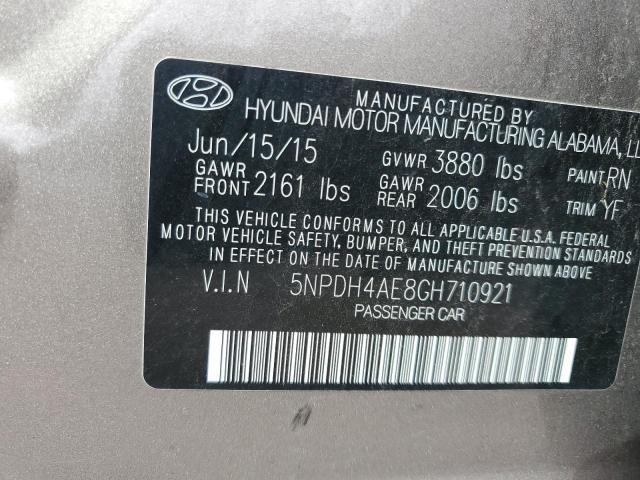 MANUFACTURED BY
HYUNDAI MOTOR MANUFACTURING ALABAMA, LL
Jun/15/15 GVWR 3880 lbs PAINT RN
GAWR FRONT 2161 lbs GAWR REAR 2006 lbs TRIM YF
THIS VEHICLE CONFORMS TO ALL APPLICABLE U.S.A. FEDERAL
MOTOR VEHICLE SAFETY, BUMPER, AND THEFT PREVENTION STANDARDS
IN EFFECT ON THE DATE OF MANUFACTURE SHOWN ABOVE
V.I.N 5NPDH4AE8GH710921
PASSENGER CAR